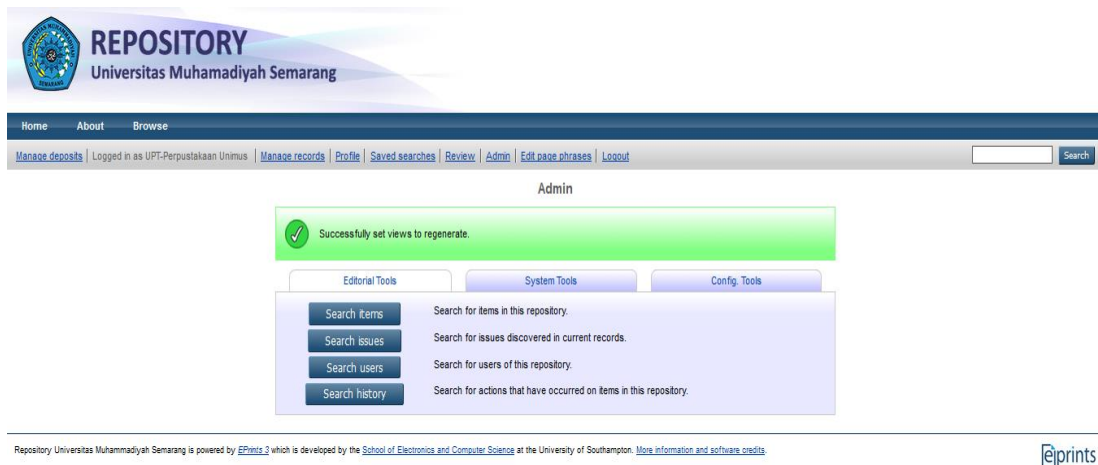 REPOSITORY
Universitas Muhamadiyah Semarang
SEMARANG
Home About Browse
Manage deposits | Logged in as UPT-Perpustakaan Unimus | Manage records | Profile | Saved searches | Review | Admin | Edit page phrases | Logout Search
Admin
Successfully set views to regenerate.
Editorial Tools System Tools Config. Tools
Search items Search for items in this repository.
Search issues Search for issues discovered in current records.
Search users Search for users of this repository.
Search history Search for actions that have occurred on items in this repository.
Repository Universitas Muhammadiyah Semarang is powered by EPrints 3 which is developed by the School of Electronics and Computer Science at the University of Southampton. More information and software credits.
eprints